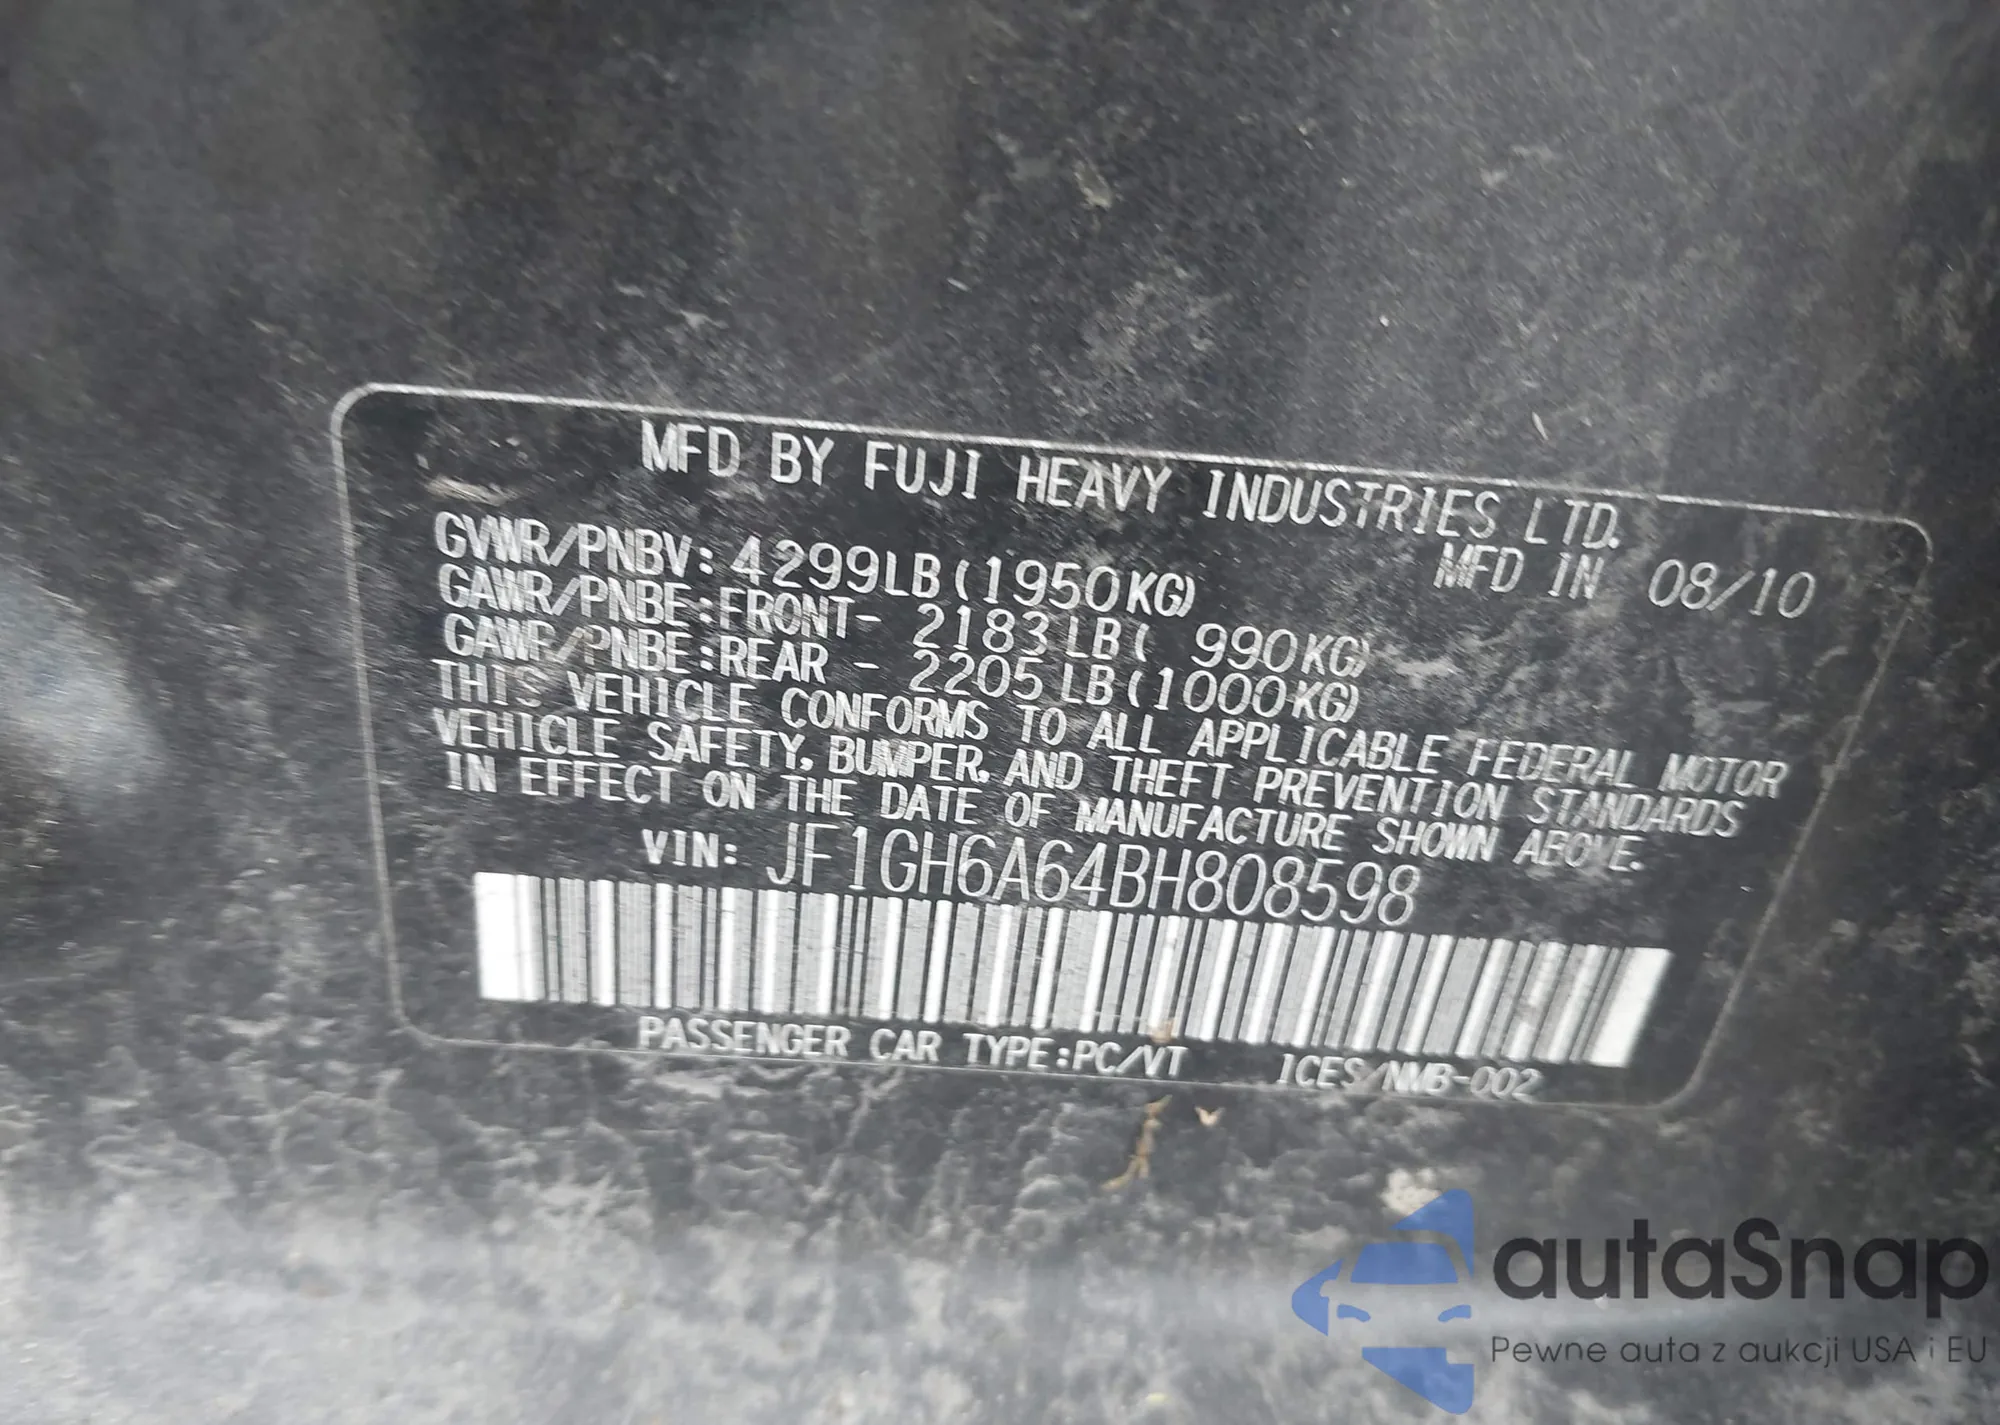 MFD BY FUJI HEAVY INDUSTRIES LTD.
GVWR/PNBV: 4299LB(1950KG) MFD IN 08/10
GAWR/PNBE:FRONT- 2183LB( 990KG)
GAWR/PNBE:REAR - 2205LB(1000KG)
THIS VEHICLE CONFORMS TO ALL APPLICABLE FEDERAL MOTOR
VEHICLE SAFETY, BUMPER, AND THEFT PREVENTION STANDARDS
IN EFFECT ON THE DATE OF MANUFACTURE SHOWN ABOVE.
VIN: JF1GH6A64BH808598
PASSENGER CAR TYPE:PC/VT ICES/NMB-002
autaSnap
Pewne auta z aukcji USA i EU